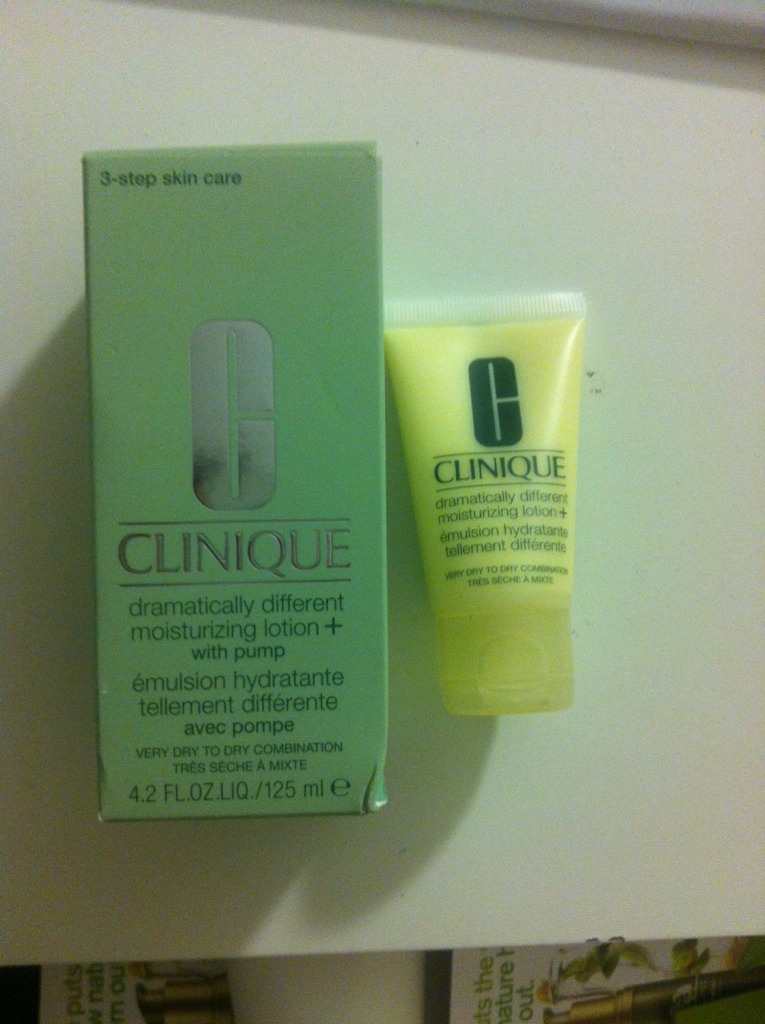 3-step skin care
CLINIQUE
dramatically different
moisturizing lotion +
with pump
émulsion hydratante
tellement différente
avec pompe
VERY DRY TO DRY COMBINATION
TRÈS SÈCHE À MIXTE
4.2 FL.OZ.LIQ./125 ml ℮
CLINIQUE
dramatically different
moisturizing lotion+
émulsion hydratante
tellement différente
VERY DRY TO DRY COMBINATION
TRÈS SÈCHE À MIXTE
puts
out.